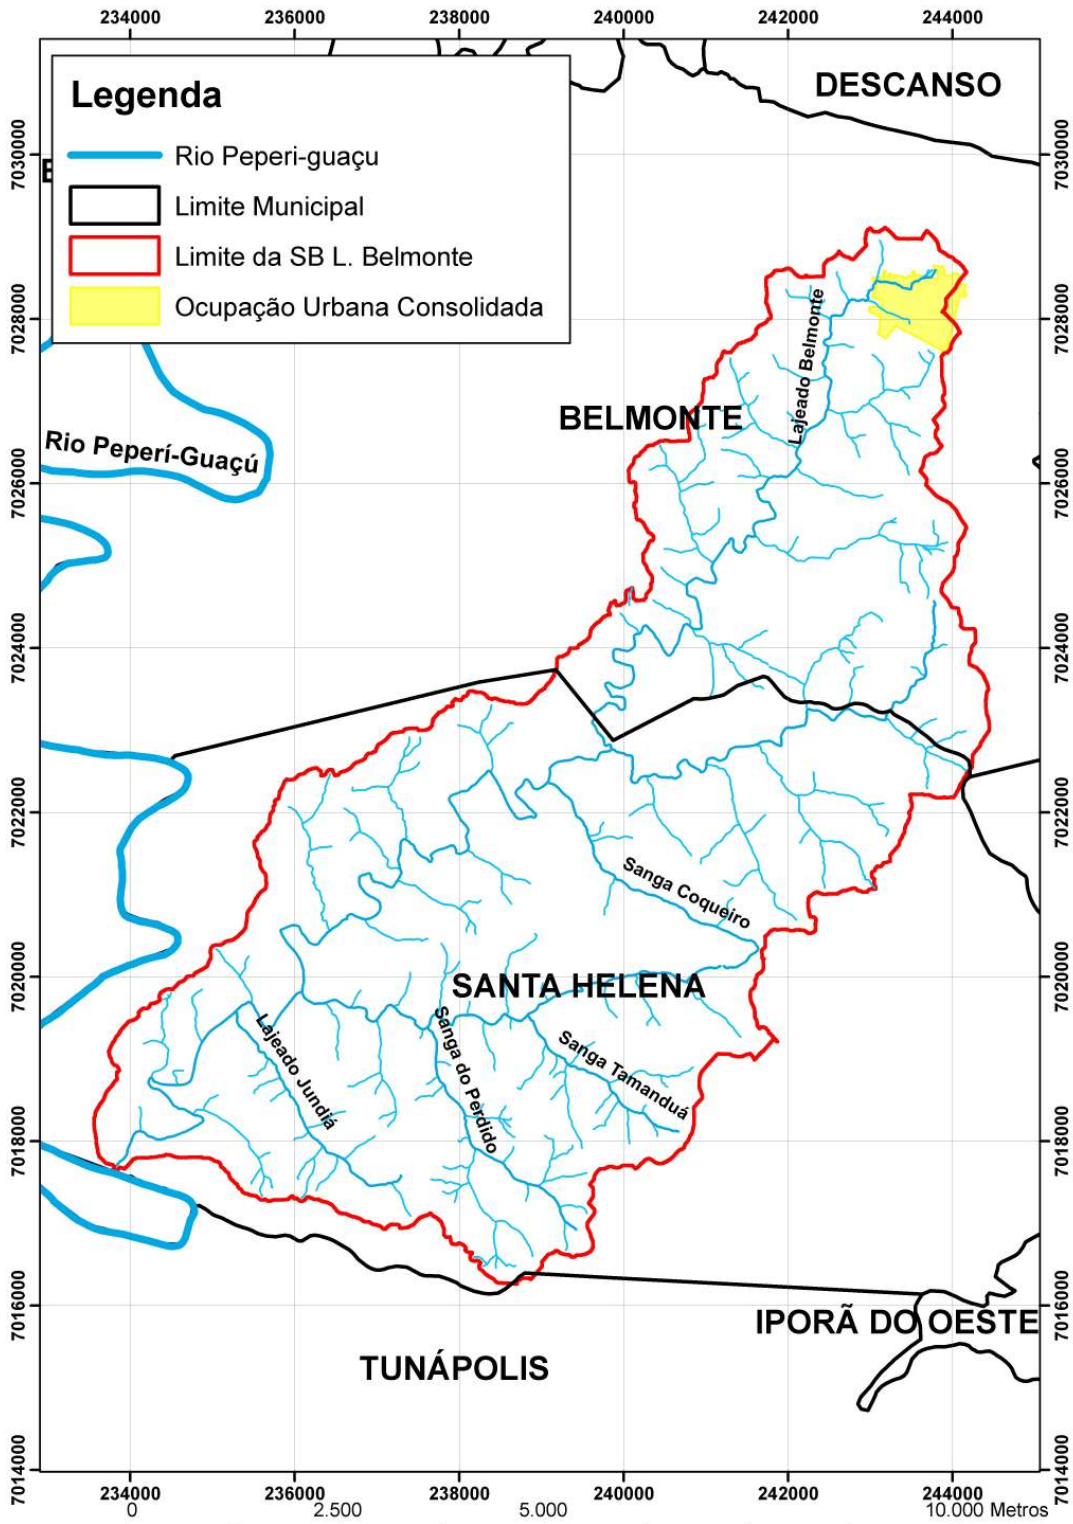 234000 236000 238000 240000 242000 244000
DESCANSO
Legenda
Rio Peperi-guaçu
Limite Municipal
Limite da SB L. Belmonte
Ocupação Urbana Consolidada
7030000 7030000
7028000 7028000
Lajeado Belmonte
BELMONTE
Rio Peperí-Guaçú
7026000 7026000
7024000 7024000
7022000 7022000
Sanga Coqueiro
7020000 7020000
SANTA HELENA
Lajeado Jundiá
Sanga do Perdido
Sanga Tamanduá
7018000 7018000
7016000 7016000
IPORÃ DO OESTE
TUNÁPOLIS
7014000 7014000
234000 236000 238000 240000 242000 244000
0 2.500 5.000 10.000 Metros